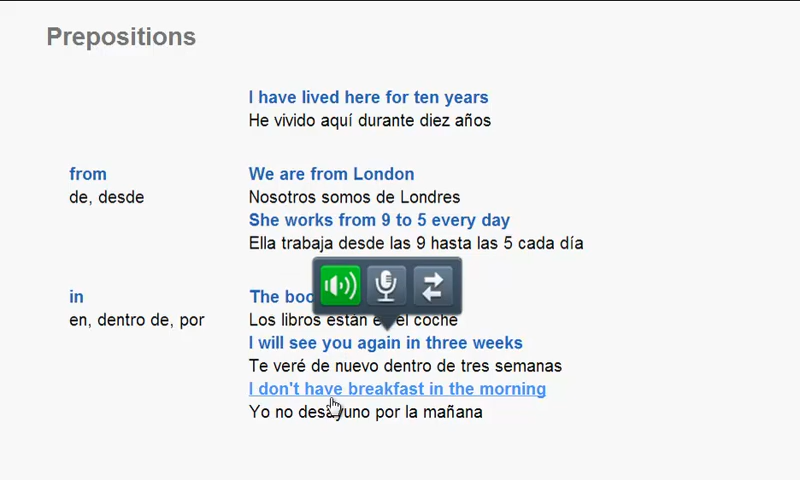 Prepositions
I have lived here for ten years
He vivido aquí durante diez años
from
We are from London
de, desde
Nosotros somos de Londres
She works from 9 to 5 every day
Ella trabaja desde las 9 hasta las 5 cada día
in
The
en, dentro de, por
Los libros están el coche
I will see you again in three weeks
Te veré de nuevo dentro de tres semanas
I don't have breakfast in the morning
Yo no desayuno por la mañana